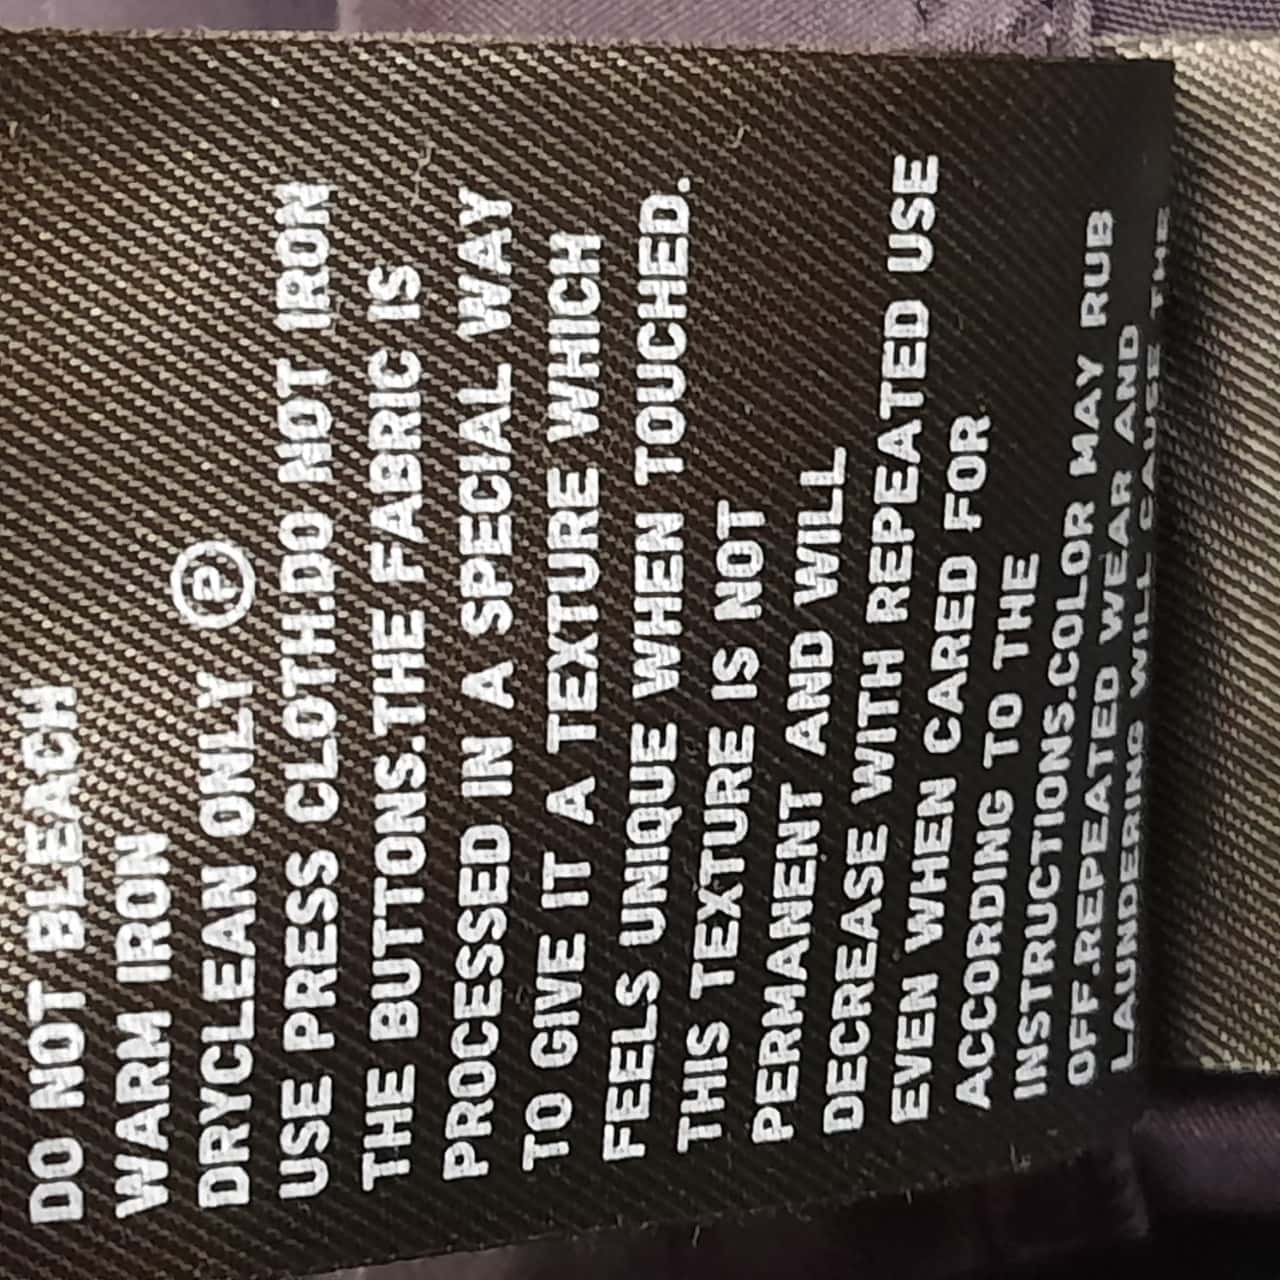 DO NOT BLEACH
WARM IRON
DRYCLEAN ONLY Ⓟ
USE PRESS CLOTH.DO NOT IRON
THE BUTTONS.THE FABRIC IS
PROCESSED IN A SPECIAL WAY
TO GIVE IT A TEXTURE WHICH
FEELS UNIQUE WHEN TOUCHED.
THIS TEXTURE IS NOT
PERMANENT AND WILL
DECREASE WITH REPEATED USE
EVEN WHEN CARED FOR
ACCORDING TO THE
INSTRUCTIONS.COLOR MAY RUB
OFF.REPEATED WEAR AND
LAUNDERING WILL CAUSE THE